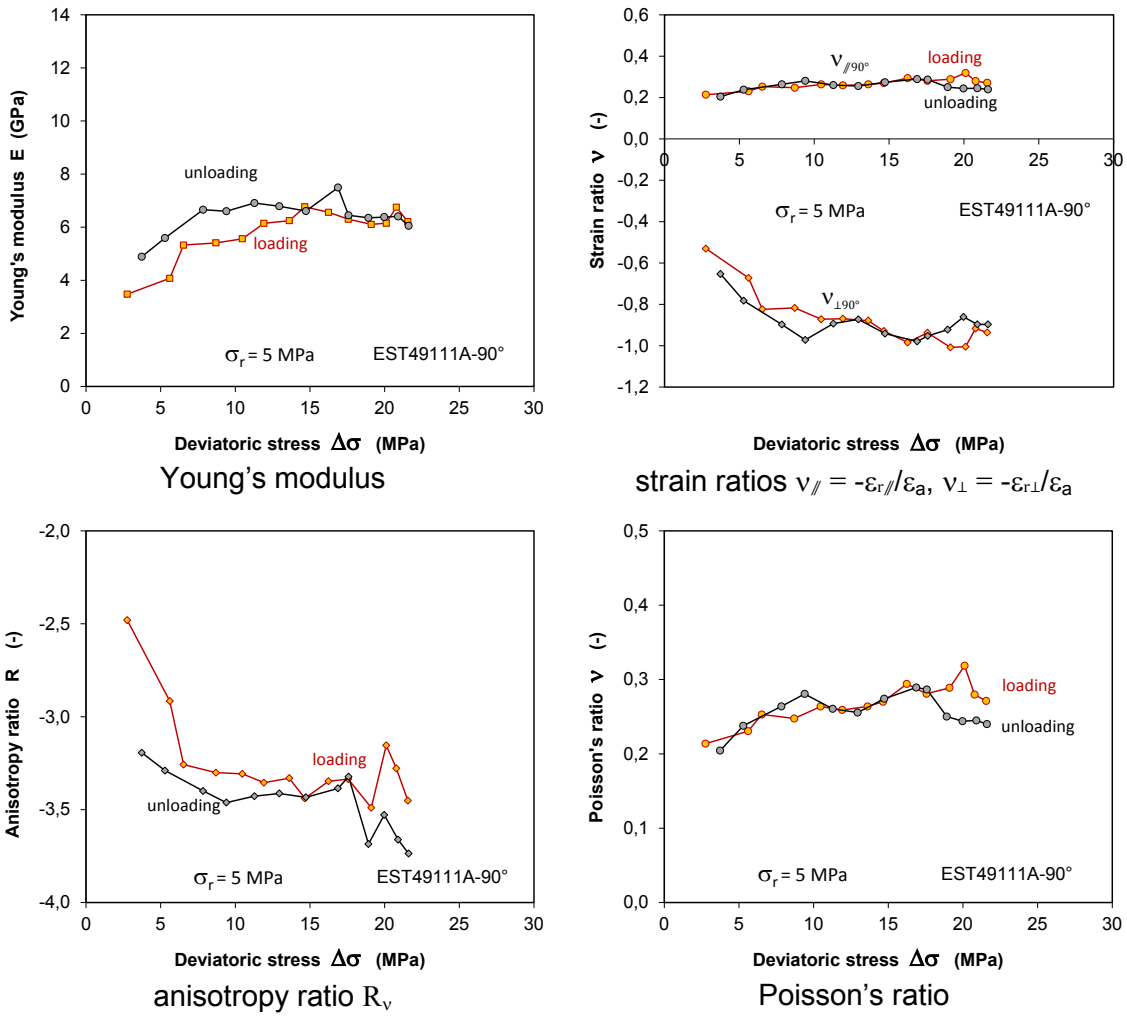 14
12
10
8
6
4
2
0
0 5 10 15 20 25 30
Young's modulus E (GPa)
unloading
loading
σr = 5 MPa EST49111A-90°
Deviatoric stress Δσ (MPa)
Young's modulus
0,6
0,4
0,2
0,0
-0,2
-0,4
-0,6
-0,8
-1,0
-1,2
0 5 10 15 20 25 30
Strain ratio ν (-)
ν//90°
loading
unloading
σr = 5 MPa EST49111A-90°
ν⊥90°
Deviatoric stress Δσ (MPa)
strain ratios ν// = -εr///εa, ν⊥ = -εr⊥/εa
-2,0
-2,5
-3,0
-3,5
-4,0
0 5 10 15 20 25 30
Anisotropy ratio R (-)
loading
unloading
σr = 5 MPa EST49111A-90°
Deviatoric stress Δσ (MPa)
anisotropy ratio Rν
0,5
0,4
0,3
0,2
0,1
0,0
0 5 10 15 20 25 30
Poisson's ratio ν (-)
loading
unloading
σr = 5 MPa EST49111A-90°
Deviatoric stress Δσ (MPa)
Poisson's ratio